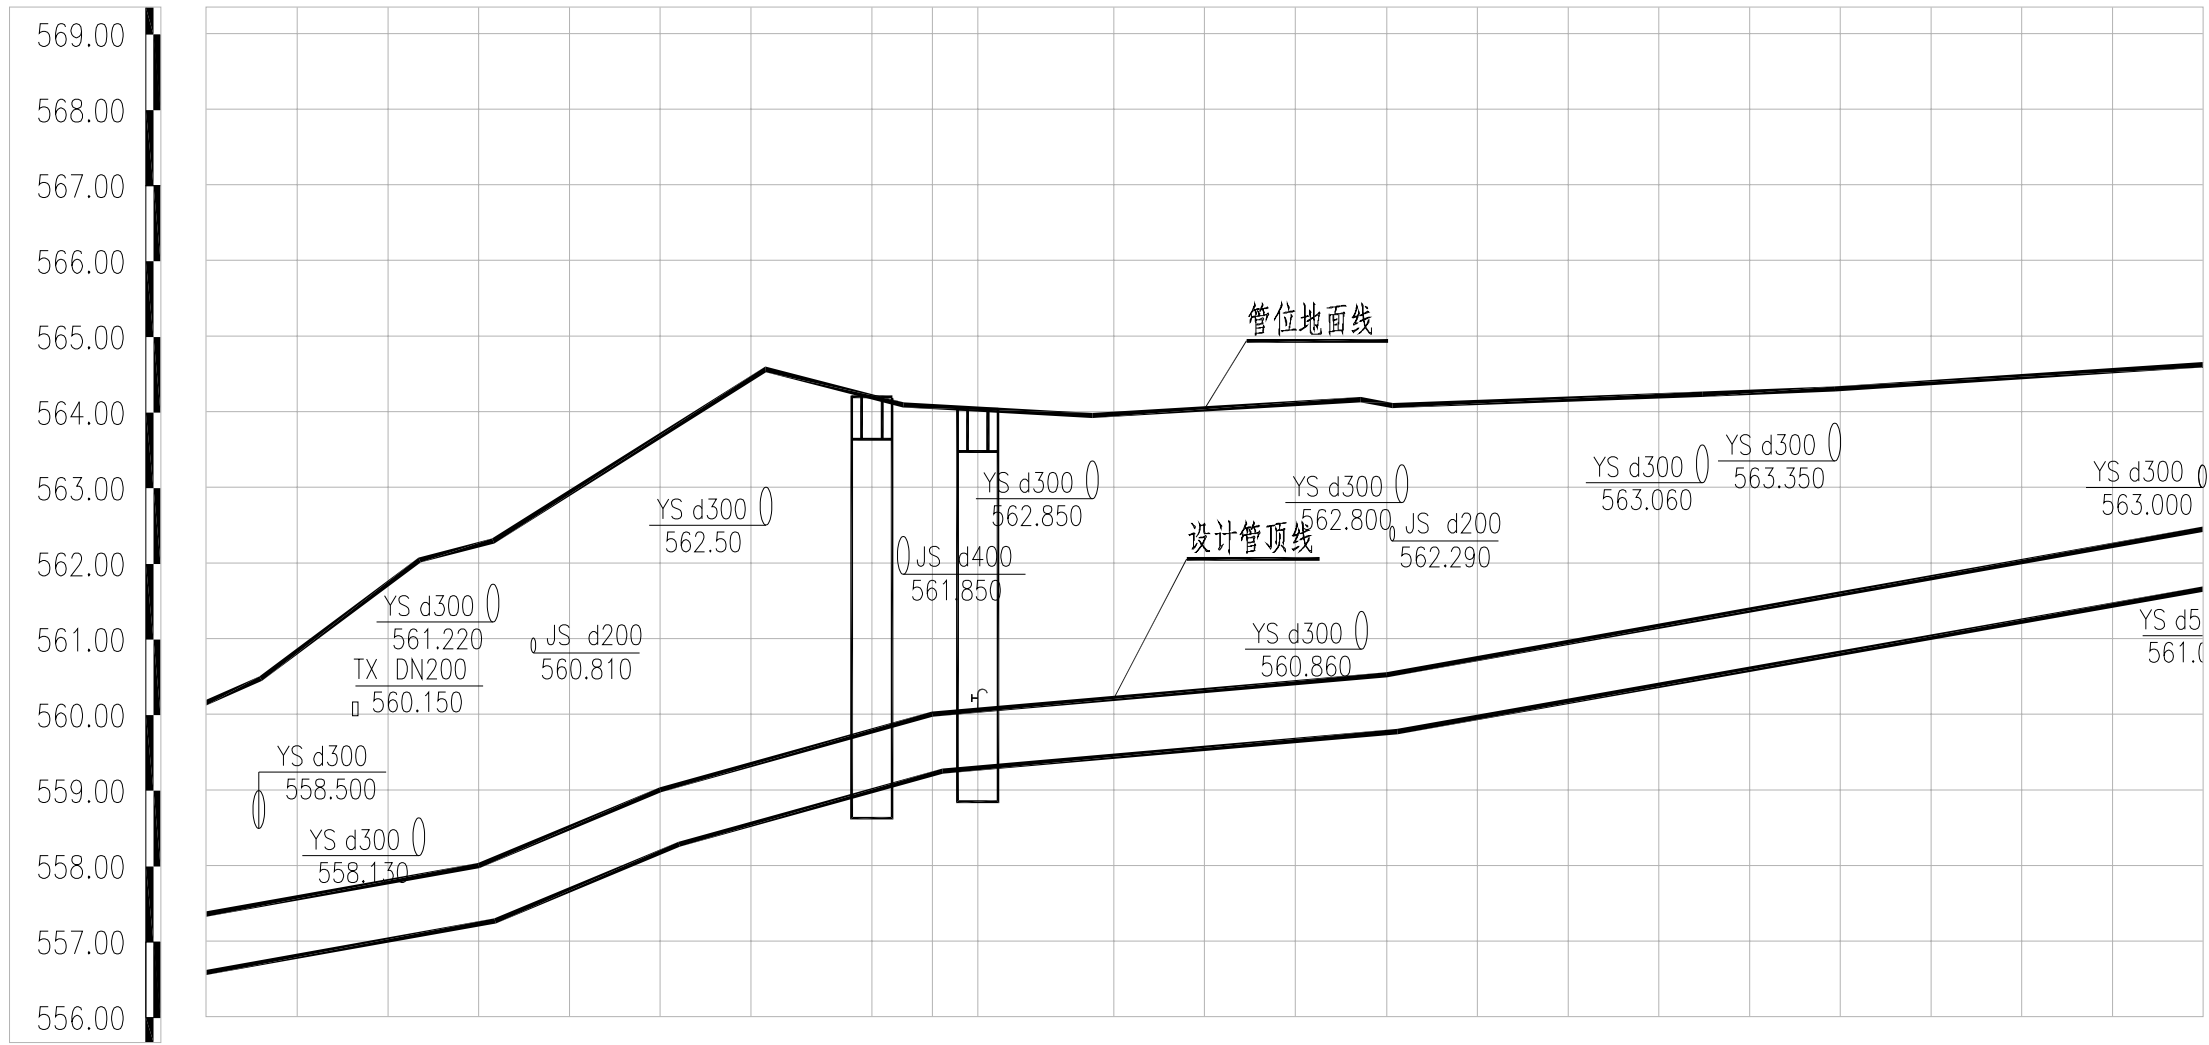 569.00
568.00
567.00
566.00
565.00
564.00
563.00
562.00
561.00
560.00
559.00
558.00
557.00
556.00
管位地面线
设计管顶线
YS d300
558.500
YS d300
558.130
TX DN200
560.150
YS d300
561.220
JS d200
560.810
YS d300
562.50
JS d400
561.850
YS d300
562.850
YS d300
562.800
JS d200
562.290
YS d300
560.860
YS d300
563.060
YS d300
563.350
YS d300
563.000
YS d5
561.0